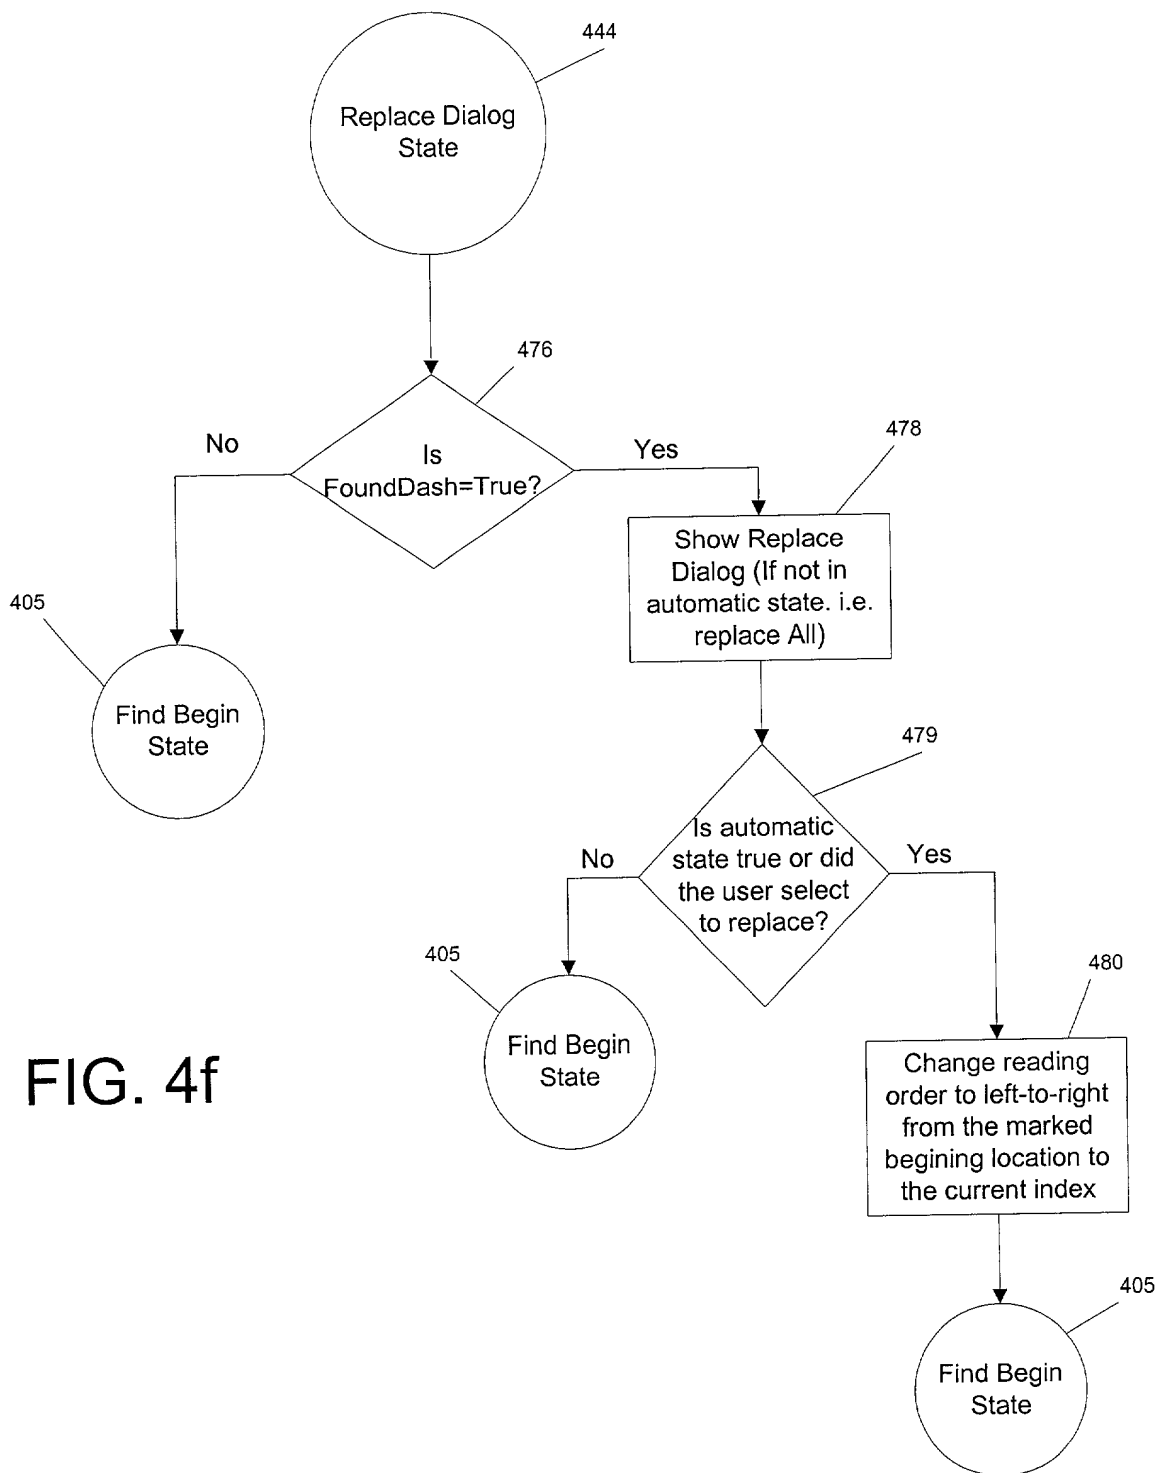 444
Replace Dialog
State
476
Is
FoundDash=True?
No
Yes
478
Show Replace
Dialog (If not in
automatic state. i.e.
replace All)
405
Find Begin
State
479
Is automatic
state true or did
the user select
to replace?
No
Yes
405
Find Begin
State
480
Change reading
order to left-to-right
from the marked
begining location to
the current index
FIG. 4f
405
Find Begin
State